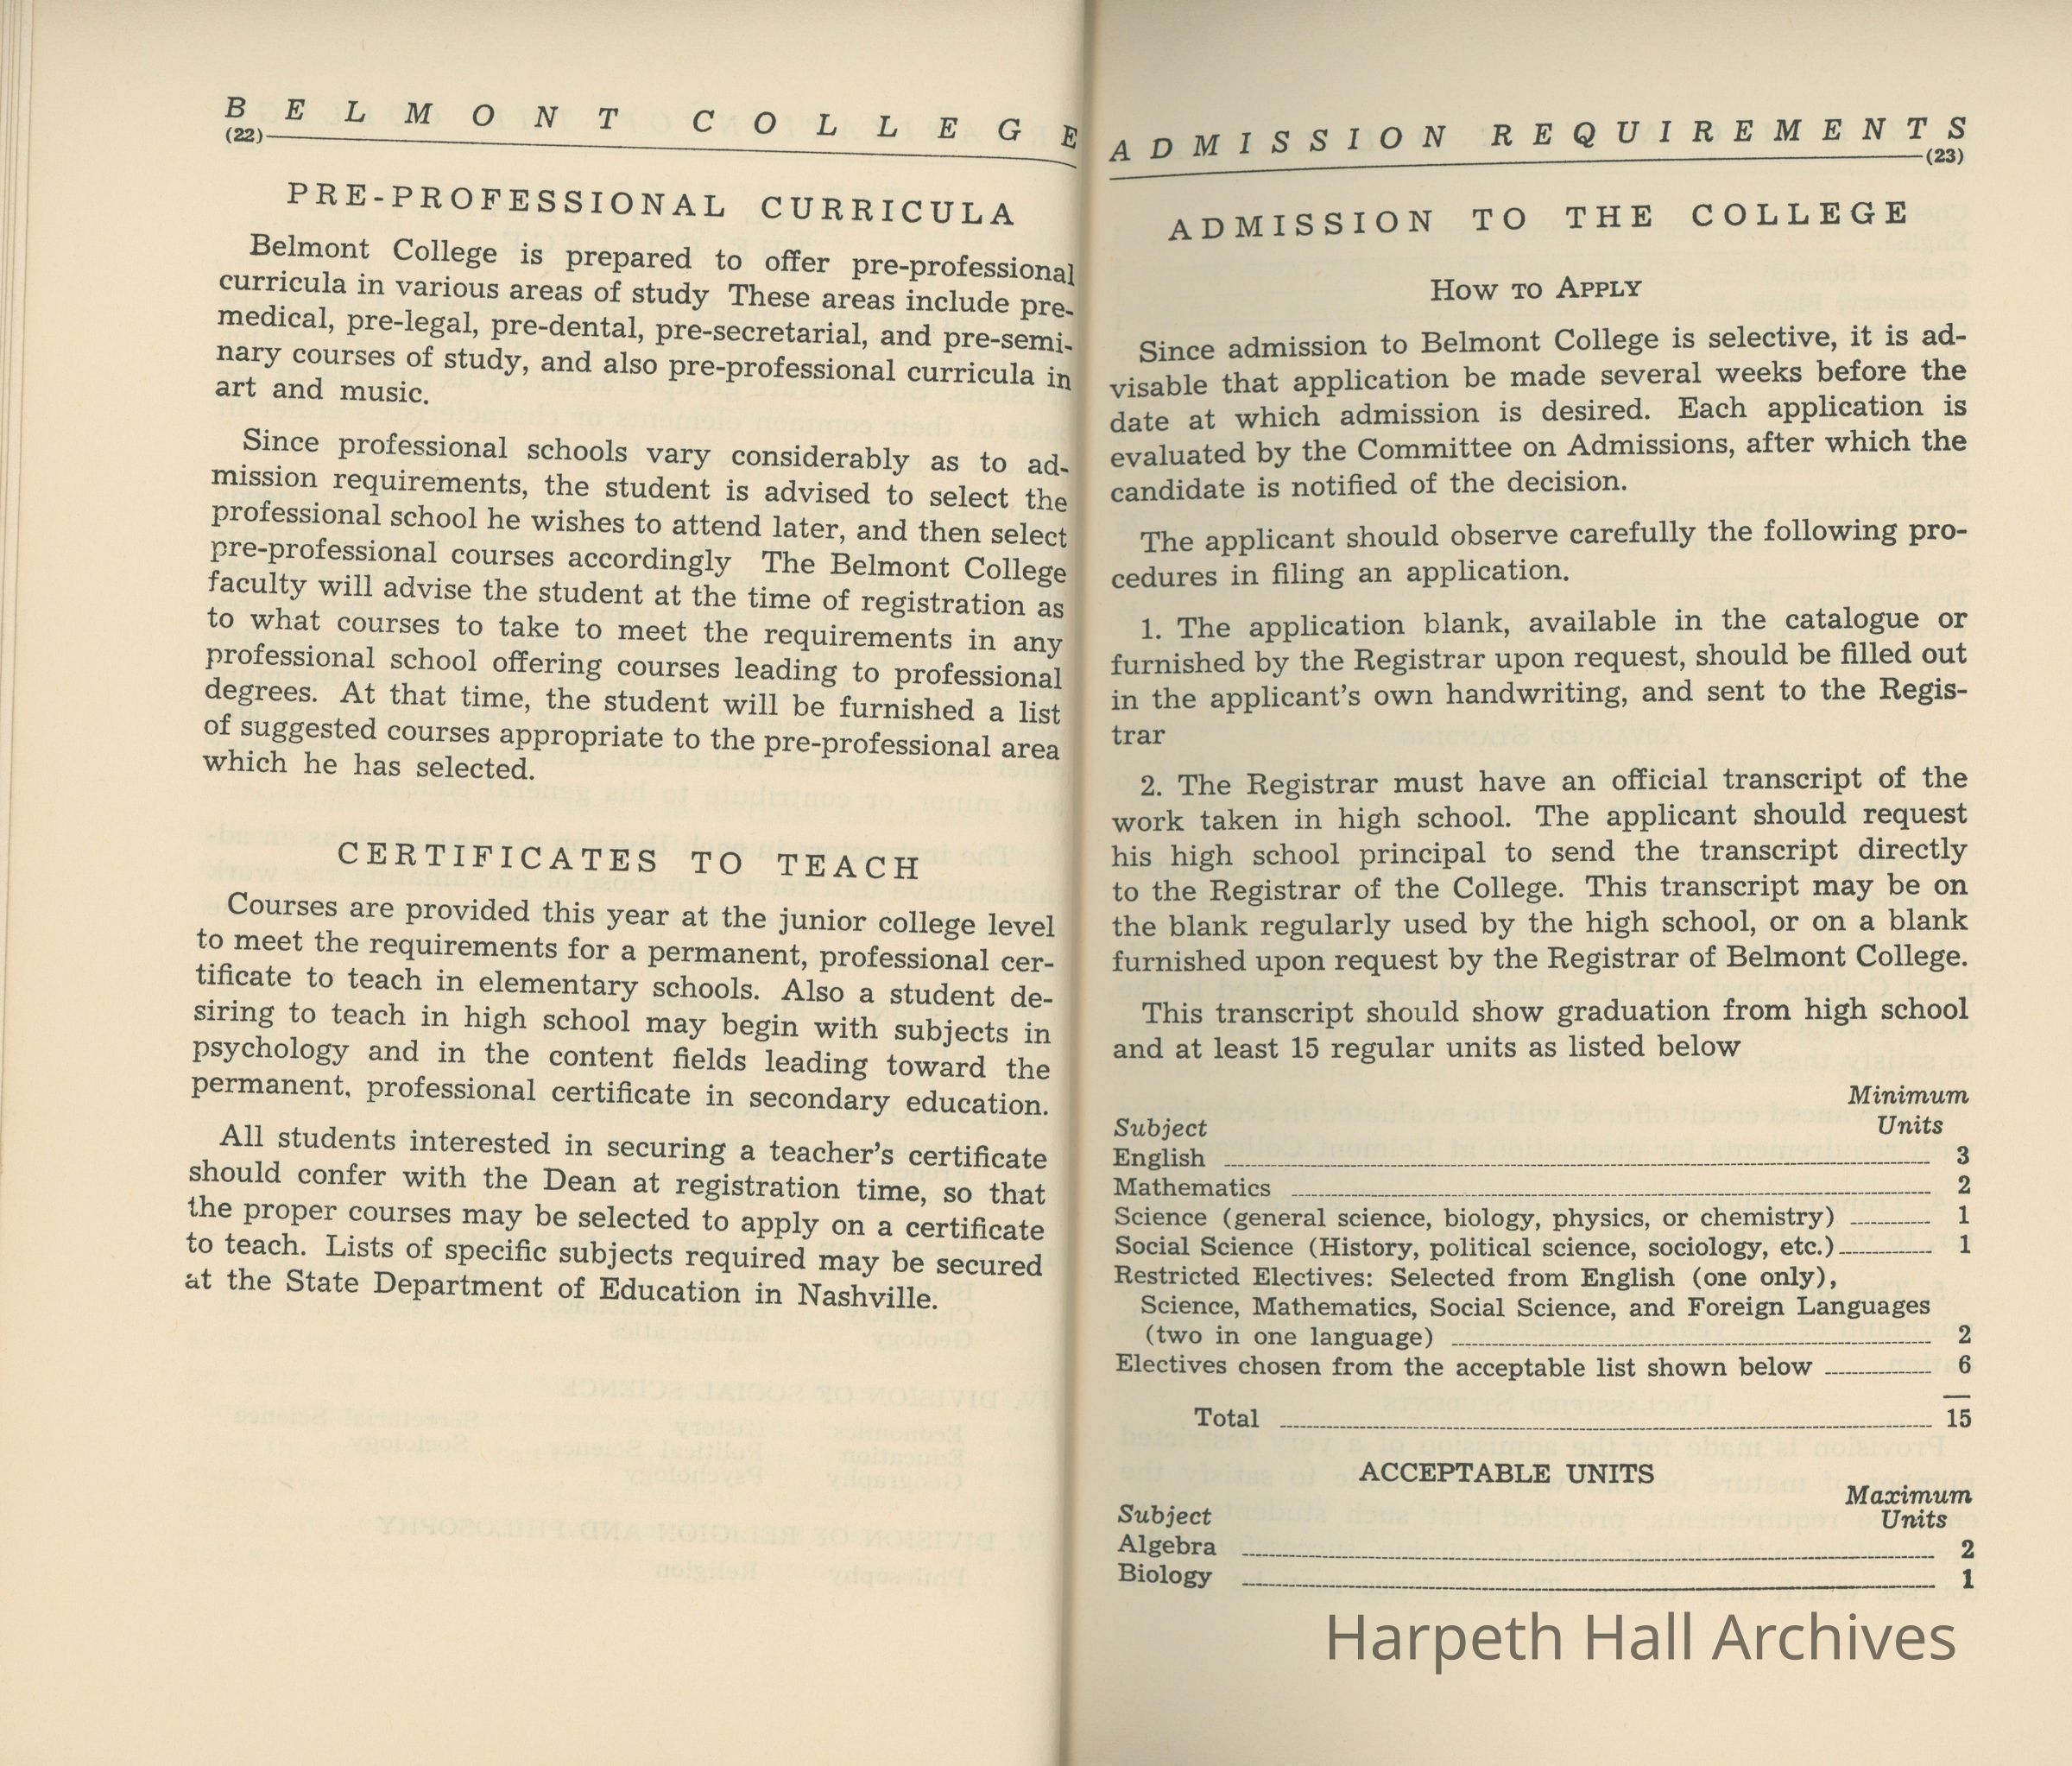 BELMONT COLLEGE
(22)
PRE-PROFESSIONAL CURRICULA
Belmont College is prepared to offer pre-professional
curricula in various areas of study These areas include pre-
medical, pre-legal, pre-dental, pre-secretarial, and pre-semi-
nary courses of study, and also pre-professional curricula in
art and music.
Since professional schools vary considerably as to ad-
mission requirements, the student is advised to select the
professional school he wishes to attend later, and then select
pre-professional courses accordingly The Belmont College
faculty will advise the student at the time of registration as
to what courses to take to meet the requirements in any
professional school offering courses leading to professional
degrees. At that time, the student will be furnished a list
of suggested courses appropriate to the pre-professional area
which he has selected.
CERTIFICATES TO TEACH
Courses are provided this year at the junior college level
to meet the requirements for a permanent, professional cer-
tificate to teach in elementary schools. Also a student de-
siring to teach in high school may begin with subjects in
psychology and in the content fields leading toward the
permanent, professional certificate in secondary education.
All students interested in securing a teacher's certificate
should confer with the Dean at registration time, so that
the proper courses may be selected to apply on a certificate
to teach. Lists of specific subjects required may be secured
at the State Department of Education in Nashville.
ADMISSION REQUIREMENTS
(23)
ADMISSION TO THE COLLEGE
How to Apply
Since admission to Belmont College is selective, it is ad-
visable that application be made several weeks before the
date at which admission is desired. Each application is
evaluated by the Committee on Admissions, after which the
candidate is notified of the decision.
The applicant should observe carefully the following pro-
cedures in filing an application.
1. The application blank, available in the catalogue or
furnished by the Registrar upon request, should be filled out
in the applicant's own handwriting, and sent to the Regis-
trar
2. The Registrar must have an official transcript of the
work taken in high school. The applicant should request
his high school principal to send the transcript directly
to the Registrar of the College. This transcript may be on
the blank regularly used by the high school, or on a blank
furnished upon request by the Registrar of Belmont College.
This transcript should show graduation from high school
and at least 15 regular units as listed below
Minimum
Subject Units
English 3
Mathematics 2
Science (general science, biology, physics, or chemistry) 1
Social Science (History, political science, sociology, etc.) 1
Restricted Electives: Selected from English (one only),
Science, Mathematics, Social Science, and Foreign Languages
(two in one language) 2
Electives chosen from the acceptable list shown below 6
Total 15
ACCEPTABLE UNITS
Maximum
Subject Units
Algebra 2
Biology 1
Harpeth Hall Archives